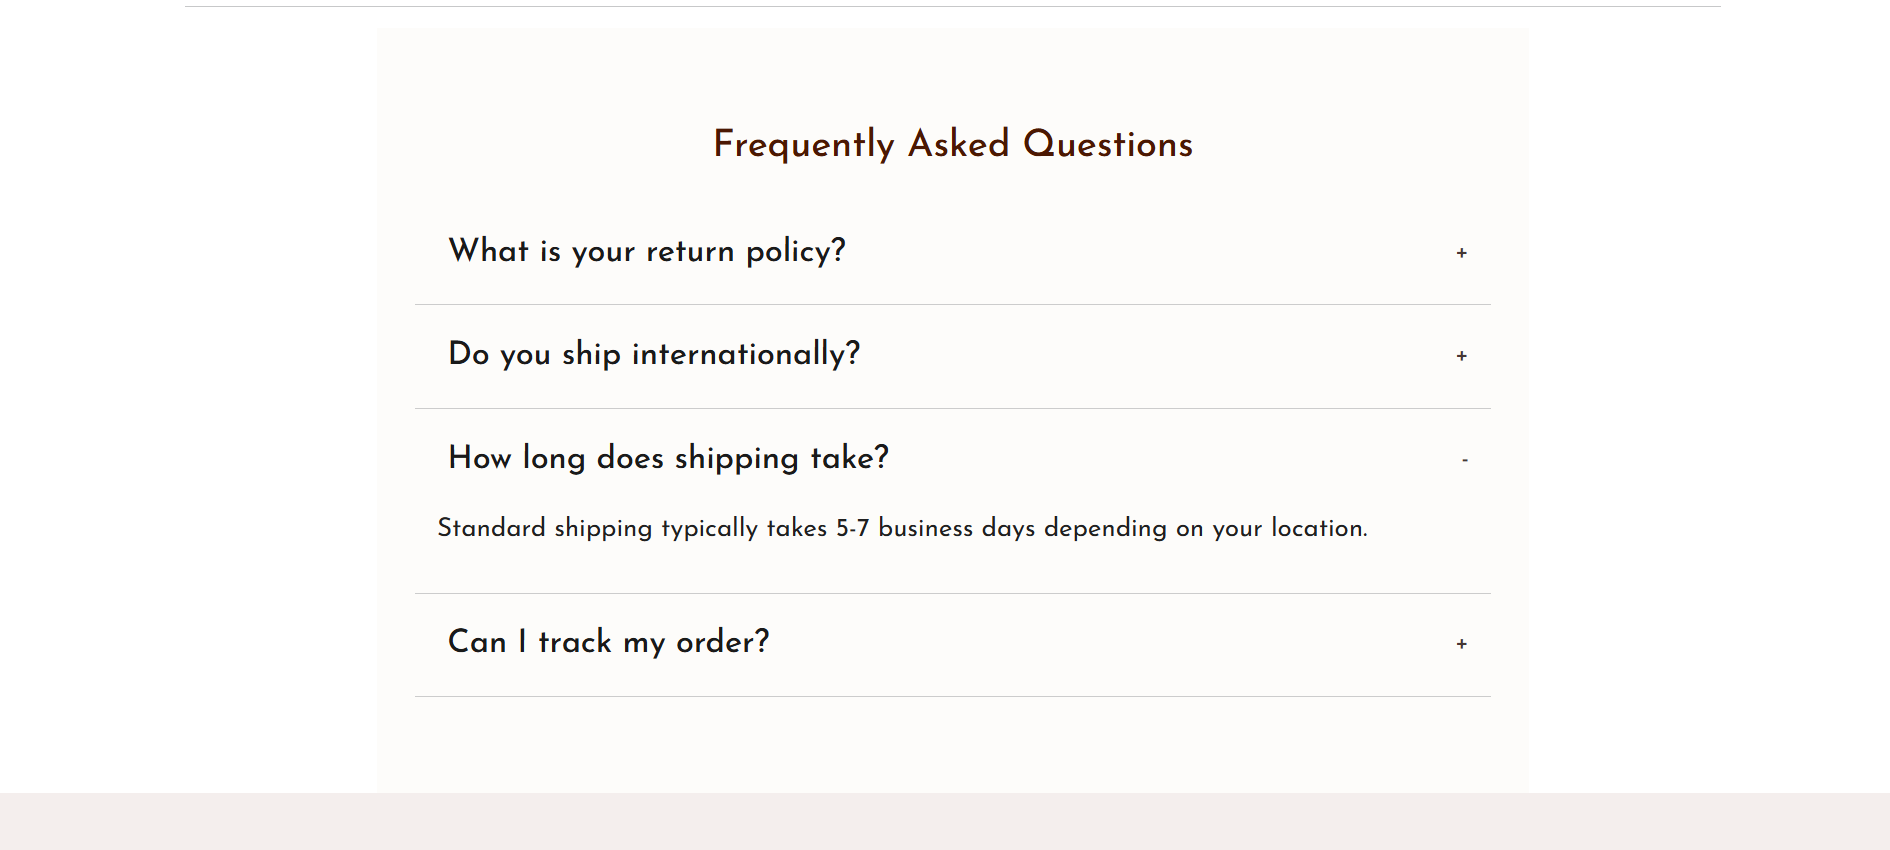 Frequently Asked Questions
What is your return policy? +
Do you ship internationally? +
How long does shipping take? -
Standard shipping typically takes 5-7 business days depending on your location.
Can I track my order? +